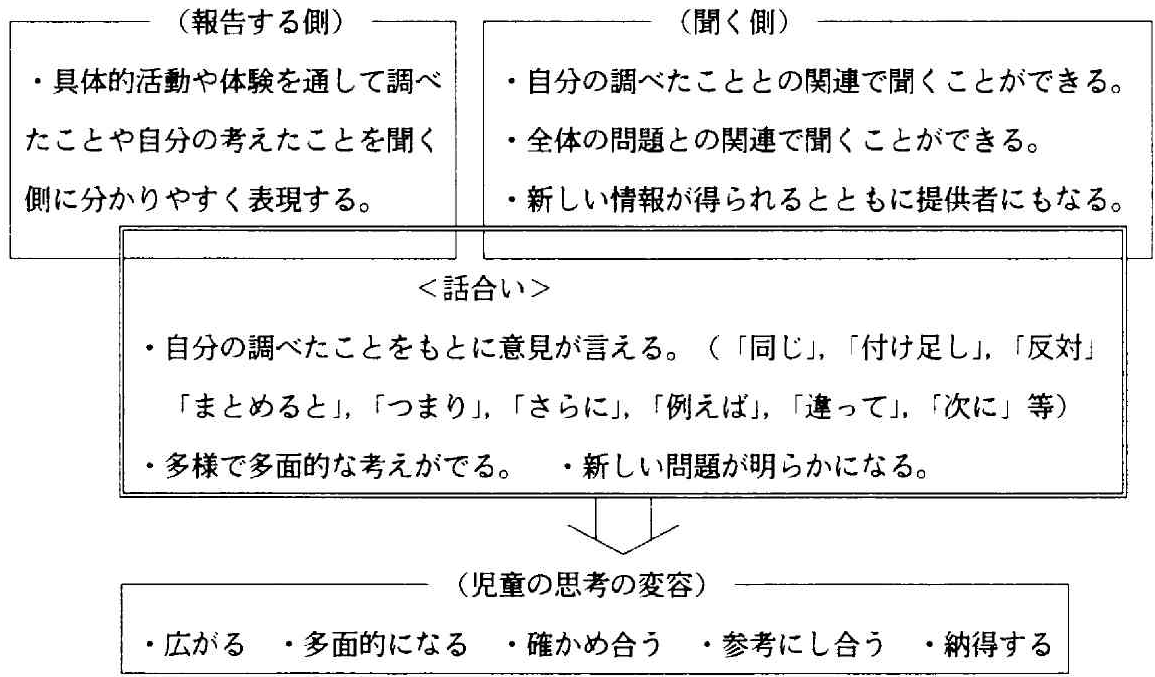 (報告する側)
・具体的活動や体験を通して調べ
たことや自分の考えたことを聞く
側に分かりやすく表現する。
(聞く側)
・自分の調べたこととの関連で聞くことができる。
・全体の問題との関連で聞くことができる。
・新しい情報が得られるとともに提供者にもなる。
<話合い>
・自分の調べたことをもとに意見が言える。(「同じ」,「付け足し」,「反対」
「まとめると」,「つまり」,「さらに」,「例えば」,「違って」,「次に」等)
・多様で多面的な考えがでる。 ・新しい問題が明らかになる。
(児童の思考の変容)
・広がる ・多面的になる ・確かめ合う ・参考にし合う ・納得する